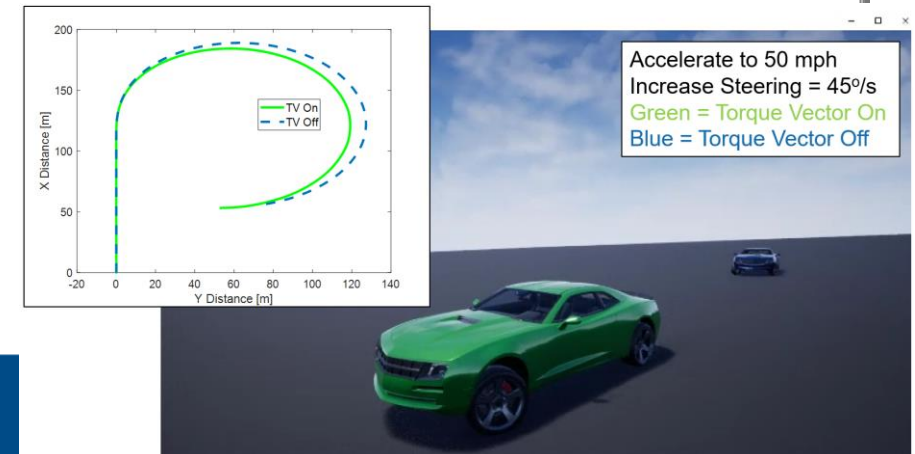 200
150
100
50
0
X Distance [m]
TV On
TV Off
-20 0 20 40 60 80 100 120 140
Y Distance [m]
Accelerate to 50 mph
Increase Steering = 45º/s
Green = Torque Vector On
Blue = Torque Vector Off